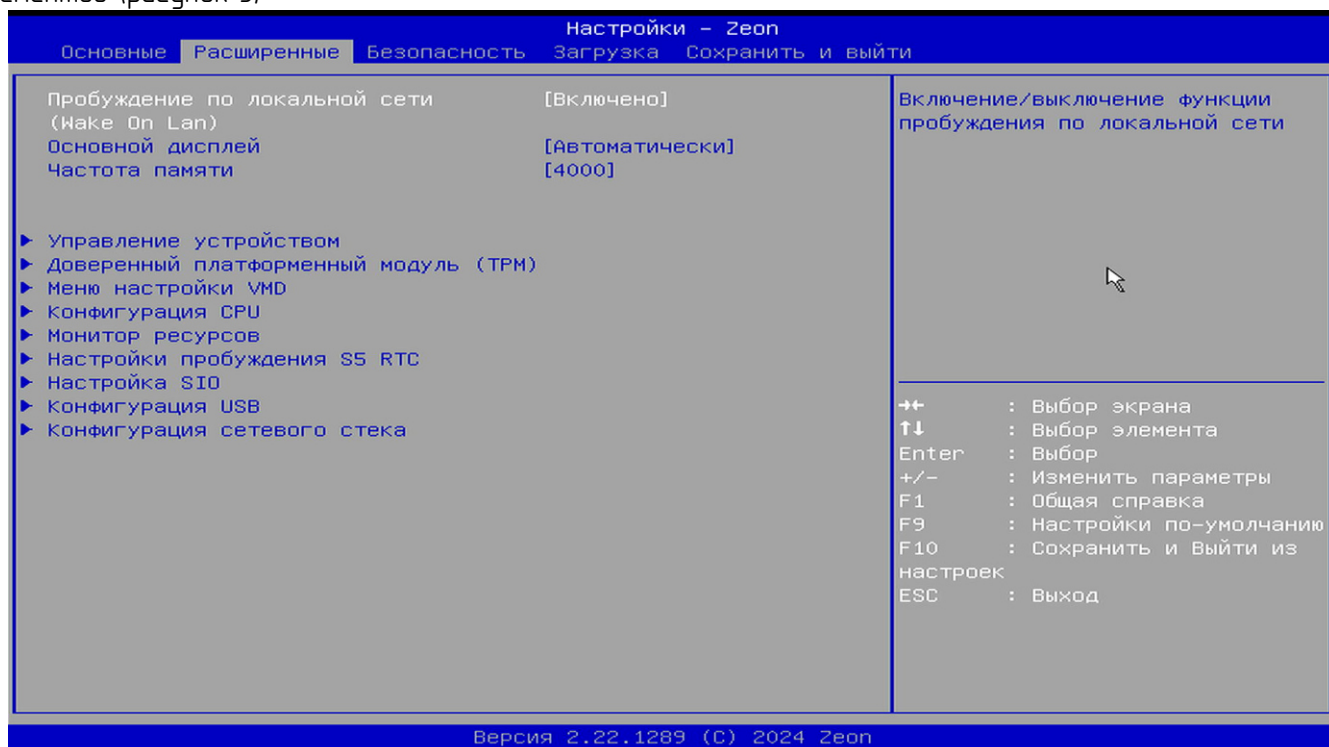 (рисунок 3)
Настройки – Zeon
Основные Расширенные Безопасность Загрузка Сохранить и выйти
Пробуждение по локальной сети [Включено]
(Wake On Lan)
Основной дисплей [Автоматически]
Частота памяти [4000]
► Управление устройством
► Доверенный платформенный модуль (TPM)
► Меню настройки VMD
► Конфигурация CPU
► Монитор ресурсов
► Настройки пробуждения S5 RTC
► Настройка SIO
► Конфигурация USB
► Конфигурация сетевого стека
Включение/выключение функции
пробуждения по локальной сети
→← : Выбор экрана
↑↓ : Выбор элемента
Enter : Выбор
+/- : Изменить параметры
F1 : Общая справка
F9 : Настройки по-умолчанию
F10 : Сохранить и Выйти из
настроек
ESC : Выход
Версия 2.22.1289 (C) 2024 Zeon